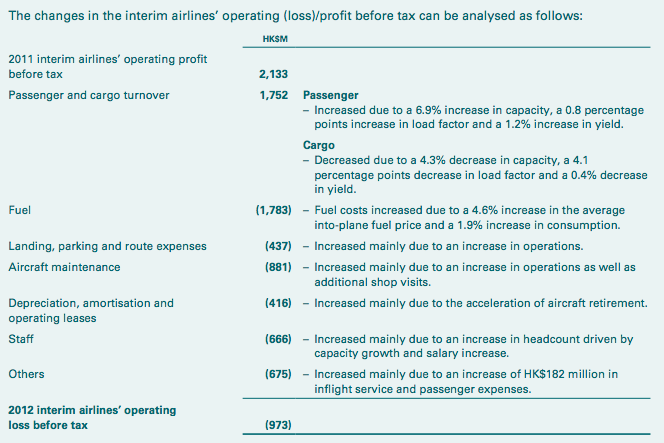 The changes in the interim airlines' operating (loss)/profit before tax can be analysed as follows:
HK$M
2011 interim airlines' operating profit
before tax 2,133
Passenger and cargo turnover 1,752 Passenger
– Increased due to a 6.9% increase in capacity, a 0.8 percentage
points increase in load factor and a 1.2% increase in yield.
Cargo
– Decreased due to a 4.3% decrease in capacity, a 4.1
percentage points decrease in load factor and a 0.4% decrease
in yield.
Fuel (1,783) – Fuel costs increased due to a 4.6% increase in the average
into-plane fuel price and a 1.9% increase in consumption.
Landing, parking and route expenses (437) – Increased mainly due to an increase in operations.
Aircraft maintenance (881) – Increased mainly due to an increase in operations as well as
additional shop visits.
Depreciation, amortisation and (416) – Increased mainly due to the acceleration of aircraft retirement.
operating leases
Staff (666) – Increased mainly due to an increase in headcount driven by
capacity growth and salary increase.
Others (675) – Increased mainly due to an increase of HK$182 million in
inflight service and passenger expenses.
2012 interim airlines' operating
loss before tax (973)